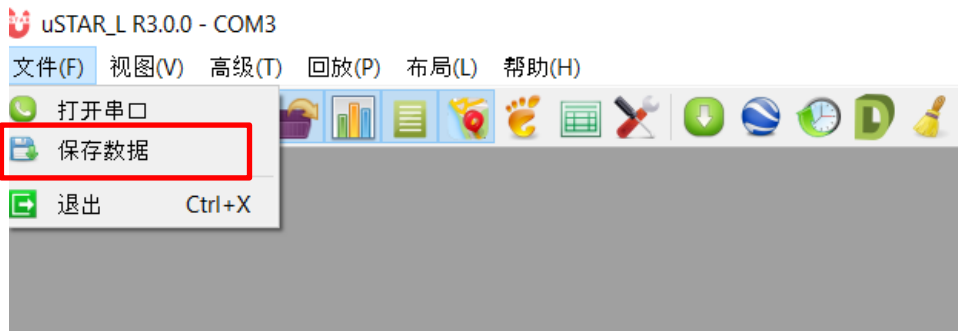 uSTAR_L R3.0.0 - COM3
文件(F) 视图(V) 高级(T) 回放(P) 布局(L) 帮助(H)
打开串口
保存数据
退出 Ctrl+X